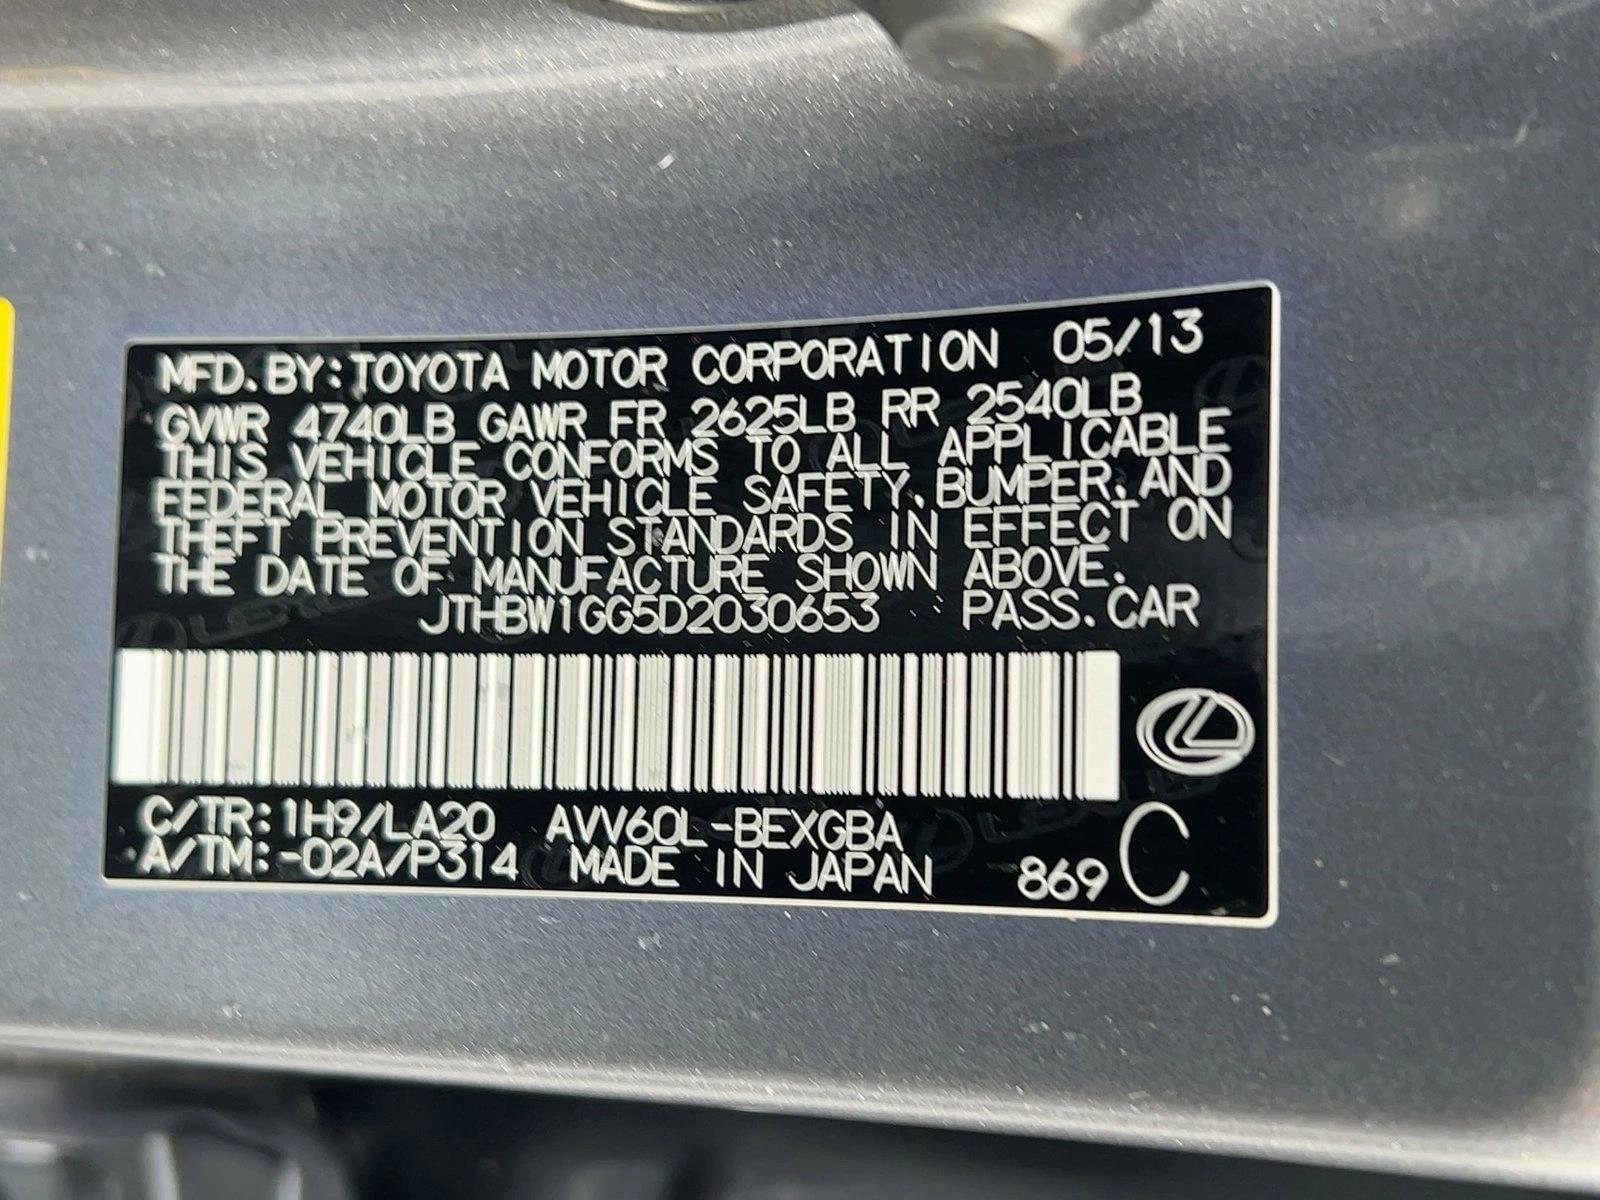 MFD.BY:TOYOTA MOTOR CORPORATION 05/13
GVWR 4740LB GAWR FR 2625LB RR 2540LB
THIS VEHICLE CONFORMS TO ALL APPLICABLE
FEDERAL MOTOR VEHICLE SAFETY,BUMPER,AND
THEFT PREVENTION STANDARDS IN EFFECT ON
THE DATE OF MANUFACTURE SHOWN ABOVE.
JTHBW1GG5D2030653 PASS.CAR
C/TR:1H9/LA20 AVV60L-BEXGBA
A/TM:-02A/P314 MADE IN JAPAN 869 C